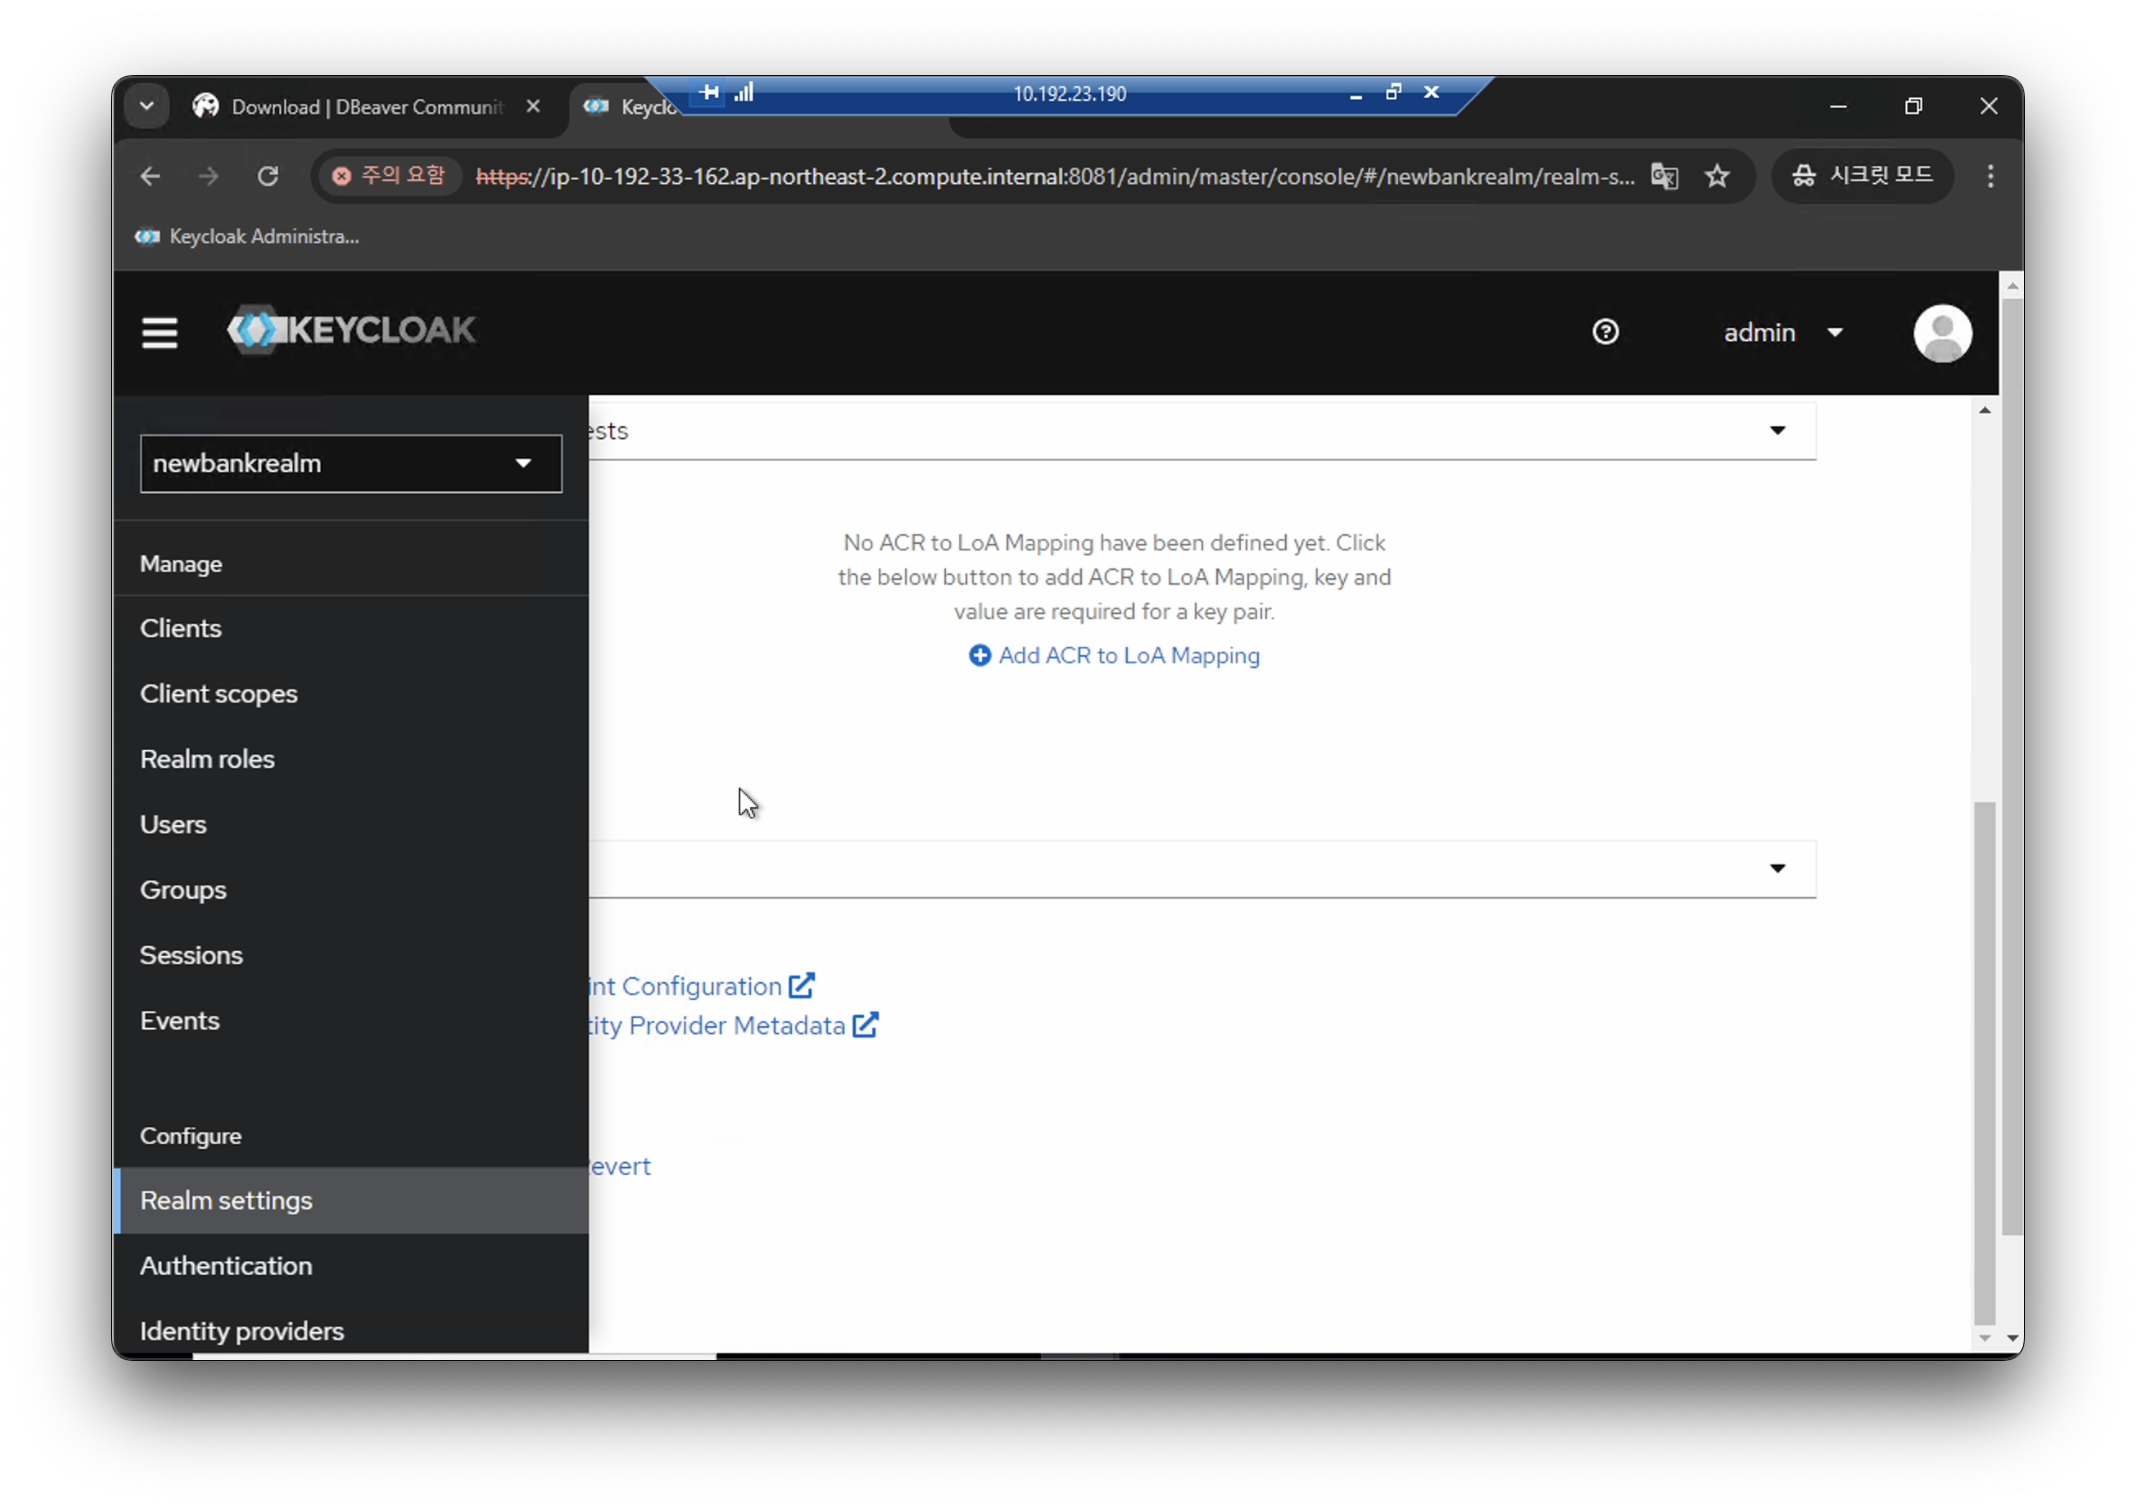 Download | DBeaver Communit
Keyclo
10.192.23.190
주의 요함
https://ip-10-192-33-162.ap-northeast-2.compute.internal:8081/admin/master/console/#/newbankrealm/realm-s...
시크릿 모드
Keycloak Administra...
KEYCLOAK
admin
newbankrealm
ests
Manage
No ACR to LoA Mapping have been defined yet. Click
the below button to add ACR to LoA Mapping, key and
value are required for a key pair.
Add ACR to LoA Mapping
Clients
Client scopes
Realm roles
Users
Groups
Sessions
Events
int Configuration
tity Provider Metadata
Configure
evert
Realm settings
Authentication
Identity providers